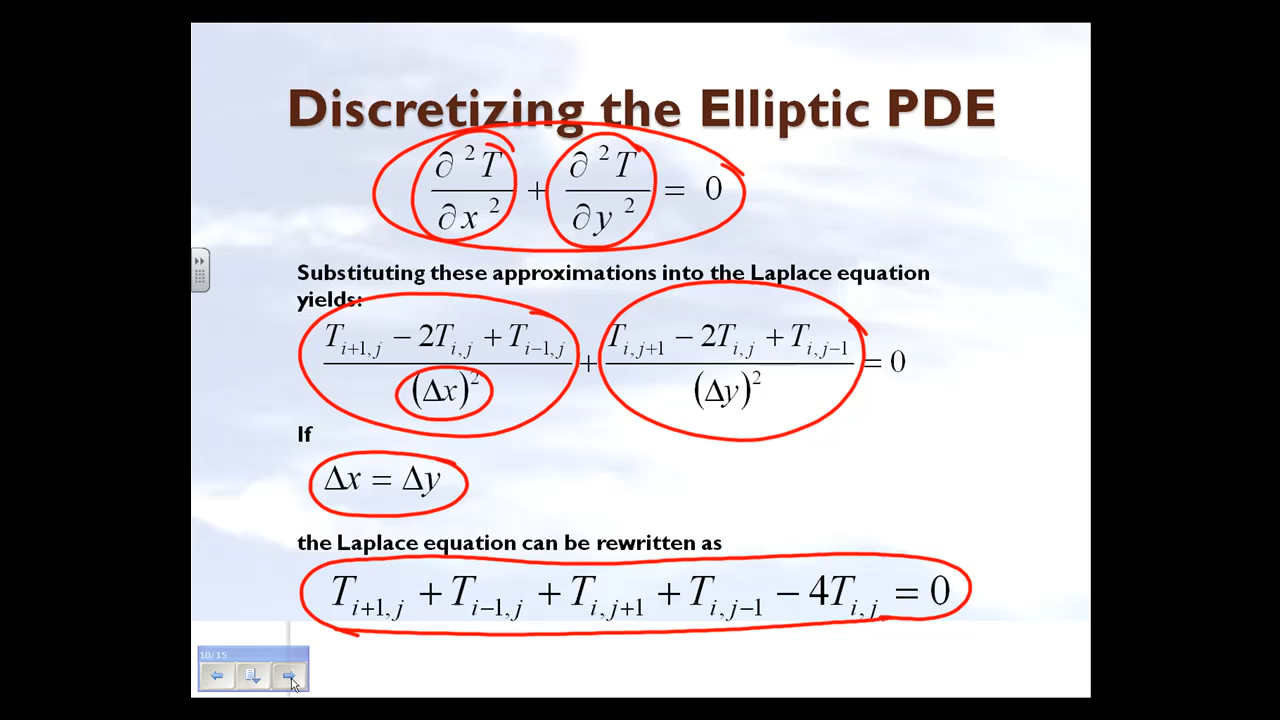 Discretizing the Elliptic PDE
∂²T/∂x² + ∂²T/∂y² = 0
Substituting these approximations into the Laplace equation
yields:
(T_{i+1,j} − 2T_{i,j} + T_{i−1,j})/(Δx)² + (T_{i,j+1} − 2T_{i,j} + T_{i,j−1})/(Δy)² = 0
If
Δx = Δy
the Laplace equation can be rewritten as
T_{i+1,j} + T_{i−1,j} + T_{i,j+1} + T_{i,j−1} − 4T_{i,j} = 0
10/15